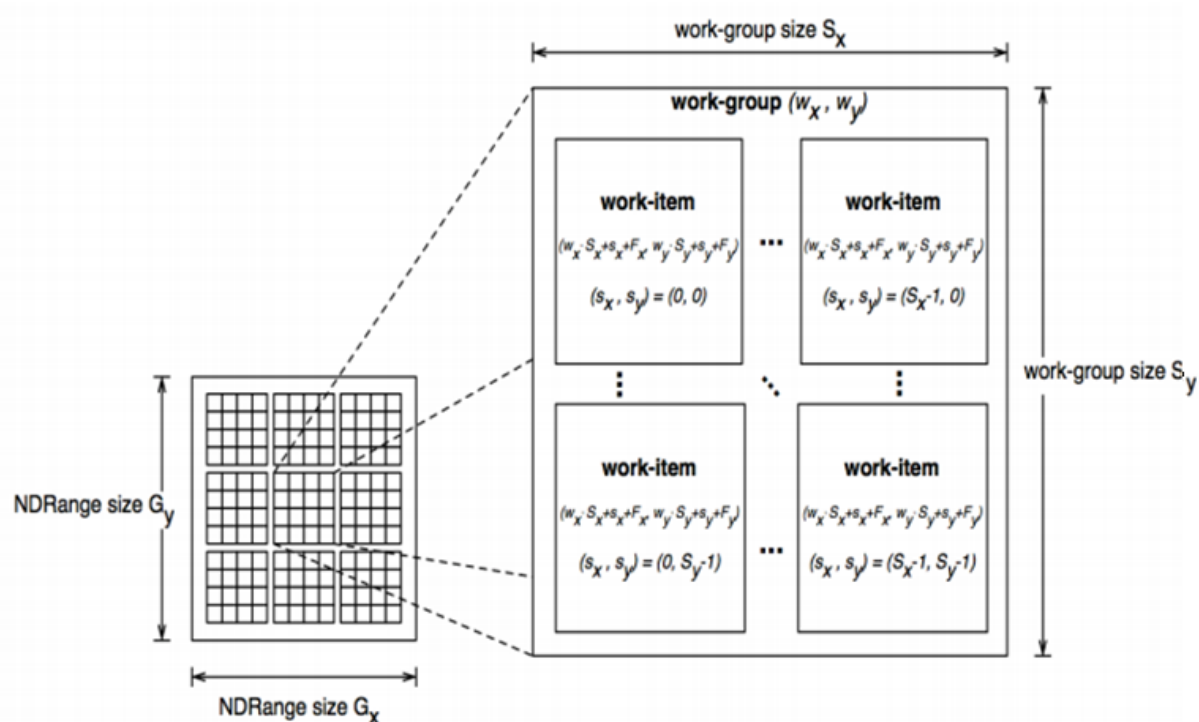 work-group size Sx
work-group (wx , wy)
work-item
(wx·Sx+sx+Fx, wy·Sy+sy+Fy)
(sx , sy) = (0, 0)
...
work-item
(wx·Sx+sx+Fx, wy·Sy+sy+Fy)
(sx , sy) = (Sx-1, 0)
work-group size Sy
work-item
(wx·Sx+sx+Fx, wy·Sy+sy+Fy)
(sx , sy) = (0, Sy-1)
...
work-item
(wx·Sx+sx+Fx, wy·Sy+sy+Fy)
(sx , sy) = (Sx-1, Sy-1)
NDRange size Gy
NDRange size Gx